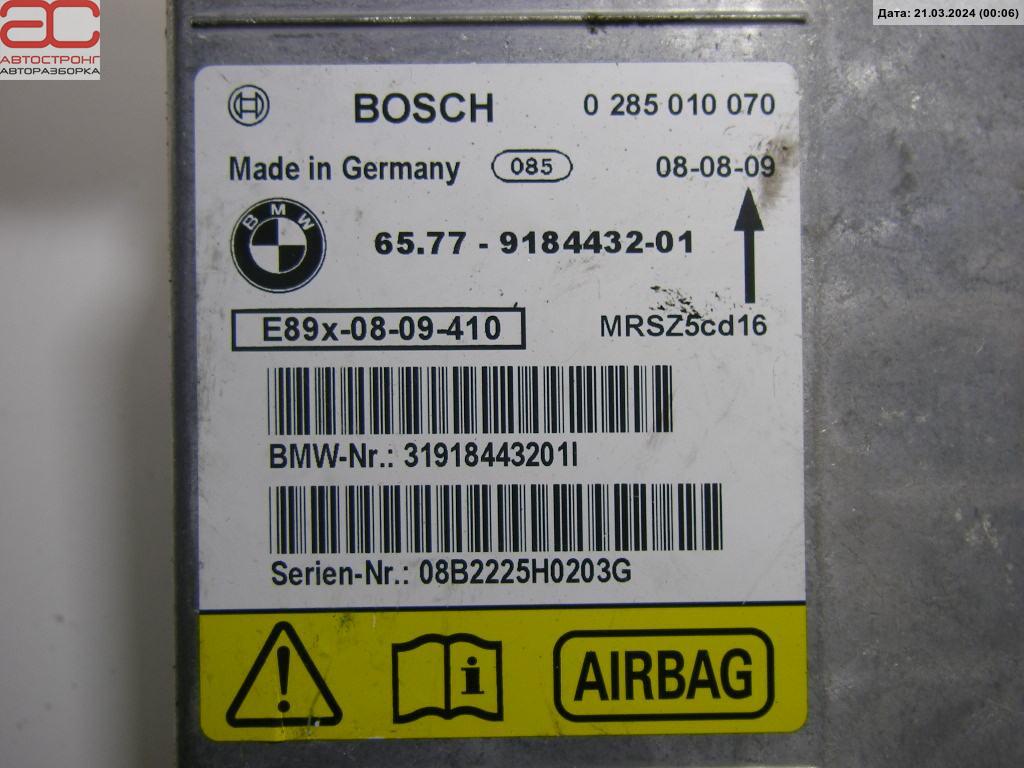 Дата: 21.03.2024 (00:06)
АС
АВТОСТРОНГ
АВТОРАЗБОРКА
BOSCH 0 285 010 070
Made in Germany 085 08-08-09
BMW
65.77 - 9184432-01
E89x-08-09-410 MRSZ5cd16
BMW-Nr.: 31918443201I
Serien-Nr.: 08B2225H0203G
i AIRBAG